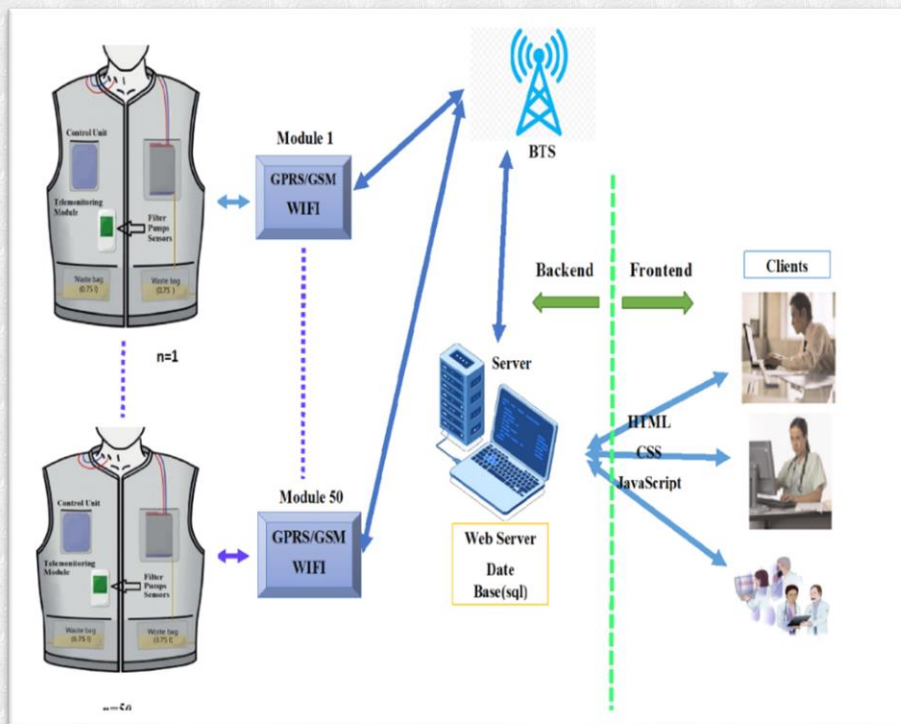 Control Unit
Telemonitoring
Module
Filter
Pumps
Sensors
Waste bag
(0.75 l)
Waste bag
(0.75 )
n=1
Module 1
GPRS/GSM
WIFI
BTS
Backend
Frontend
Clients
Server
HTML
CSS
JavaScript
Web Server
Date
Base(sql)
Control Unit
Telemonitoring
Module
Filter
Pumps
Sensors
Waste bag
(0.75 l)
Waste bag
(0.75 l)
n=50
Module 50
GPRS/GSM
WIFI